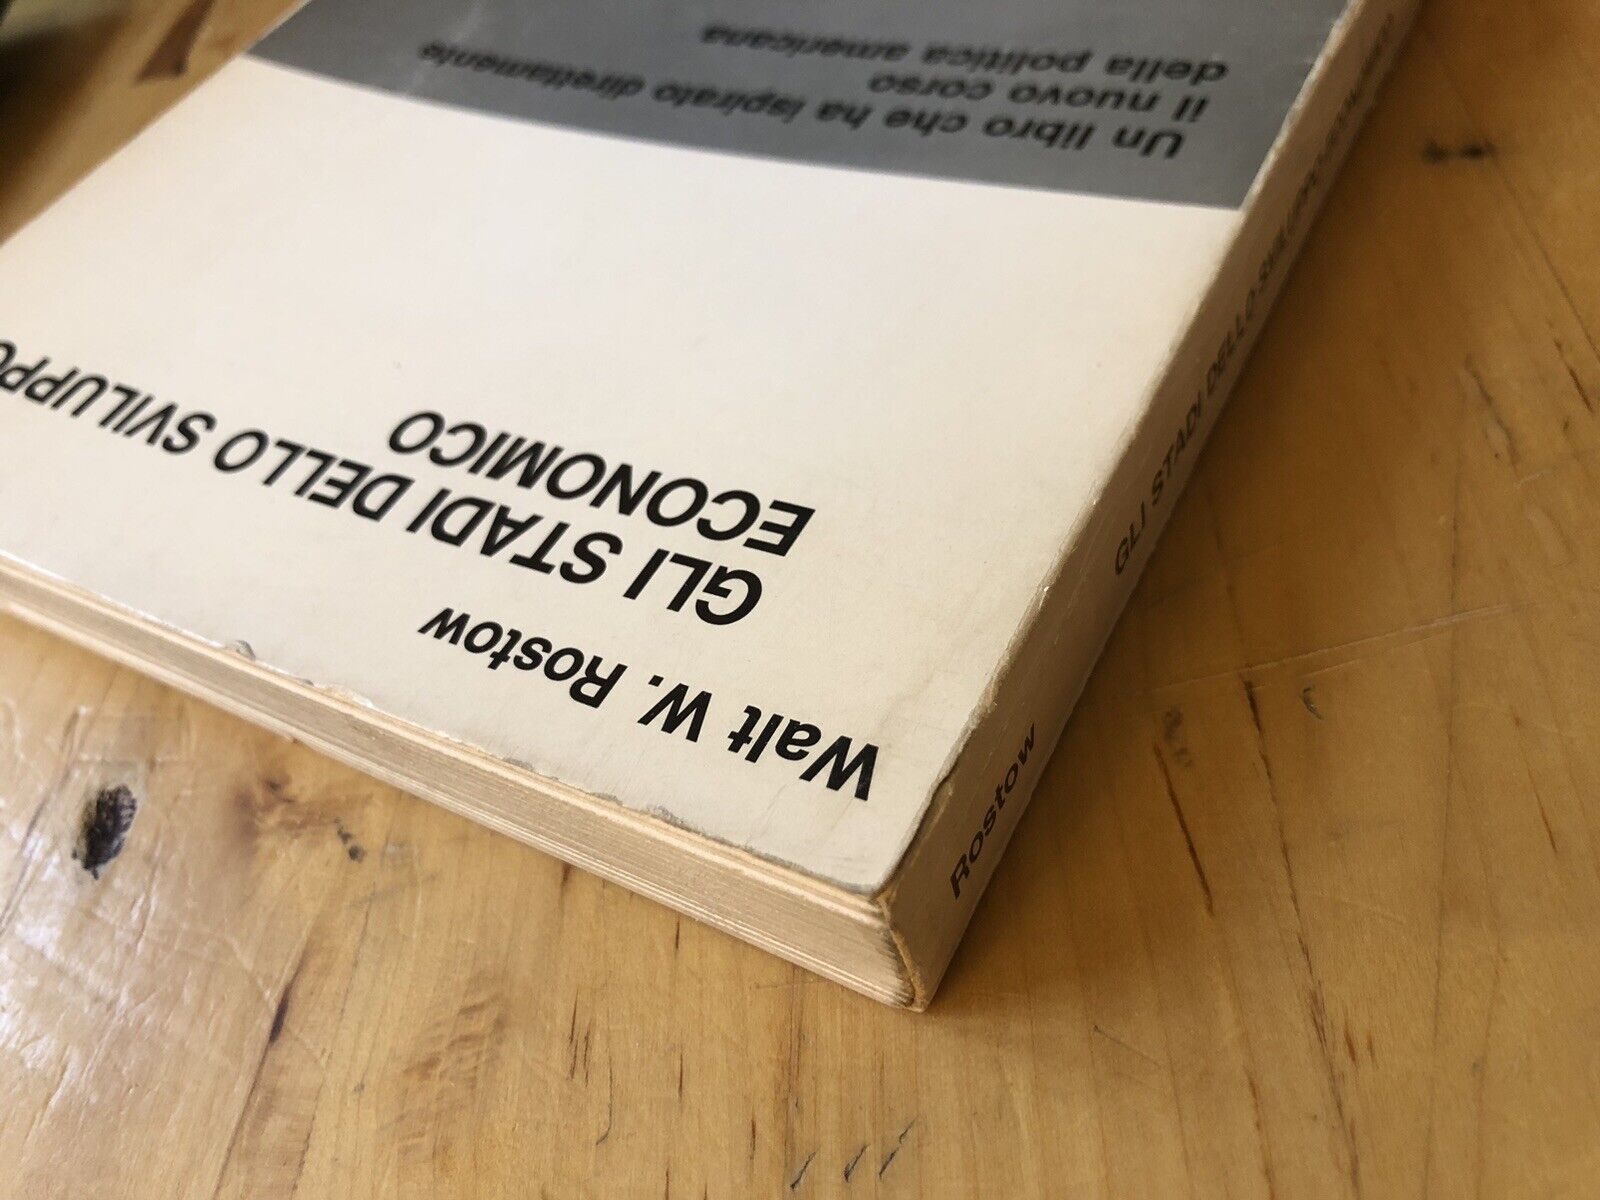 Walt W. Rostow
GLI STADI DELLO SVILUPPO
ECONOMICO
Un libro che ha ispirato direttamente
il nuovo corso
della politica americana
Rostow
GLI STADI DELLO SVILUPPO